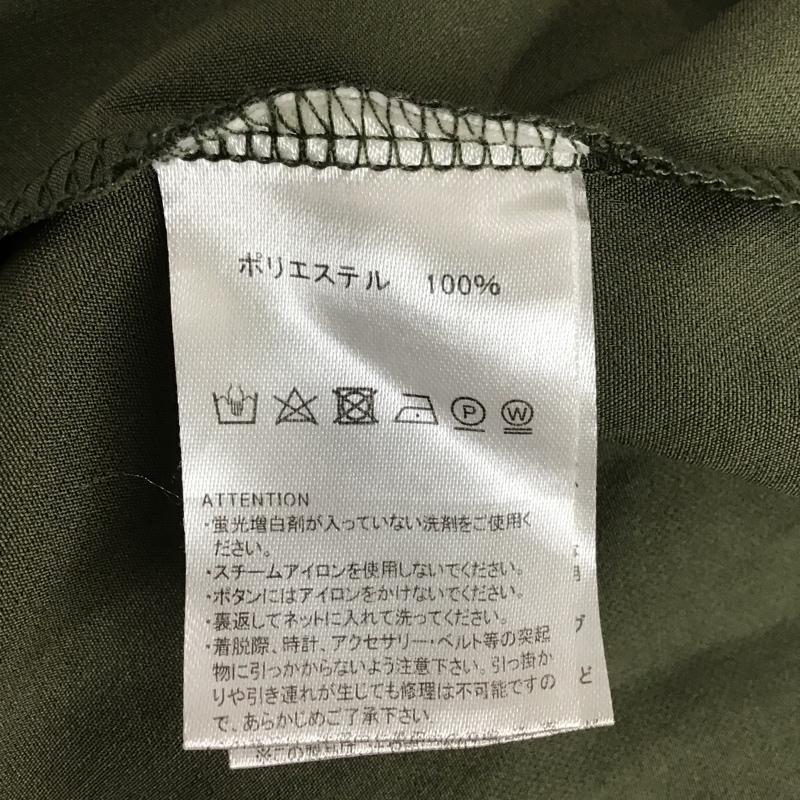 ポリエステル 100%
P W
ATTENTION
・蛍光増白剤が入っていない洗剤をご使用く
ださい。
・スチームアイロンを使用しないでください。
・ボタンにはアイロンをかけないでください。
・裏返してネットに入れて洗ってください。
・着脱際、時計、アクセサリー・ベルト等の突起
物に引っかからないよう注意下さい。引っ掛か
りや引き連れが生じても修理は不可能ですの
で、あらかじめご了承下さい。
※この製品は
ど